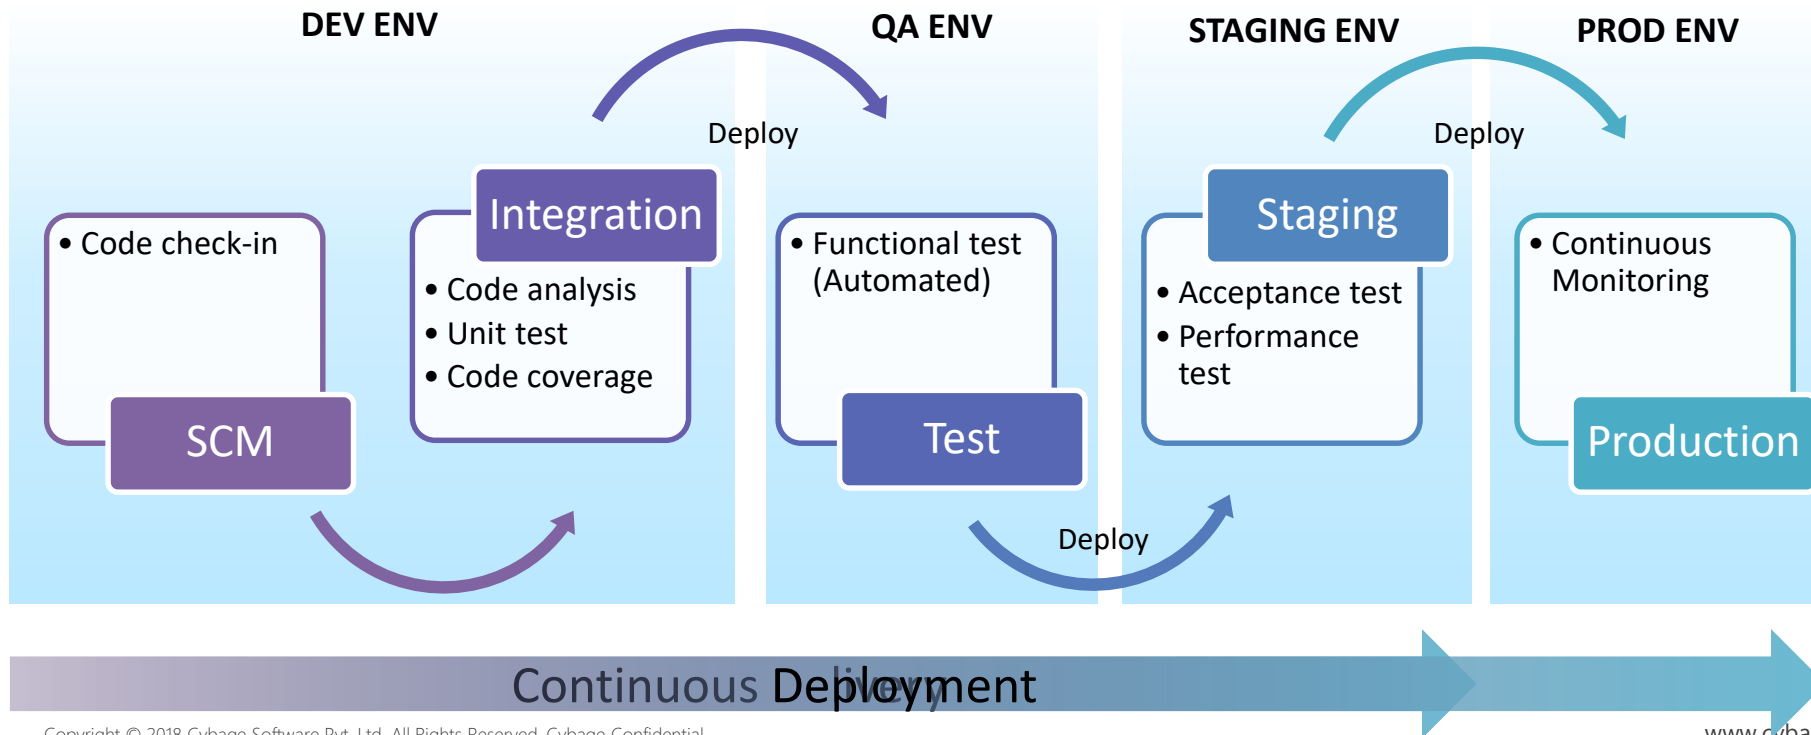 DEV ENV
QA ENV
STAGING ENV
PROD ENV
Deploy
Deploy
Integration
Staging
• Code check-in
• Code analysis
• Unit test
• Code coverage
• Functional test
(Automated)
• Acceptance test
• Performance
test
• Continuous
Monitoring
SCM
Test
Production
Deploy
Continuous Deployment
Copyright © 2018 Cybage Software Pvt. Ltd. All Rights Reserved. Cybage Confidential.
www.cyba